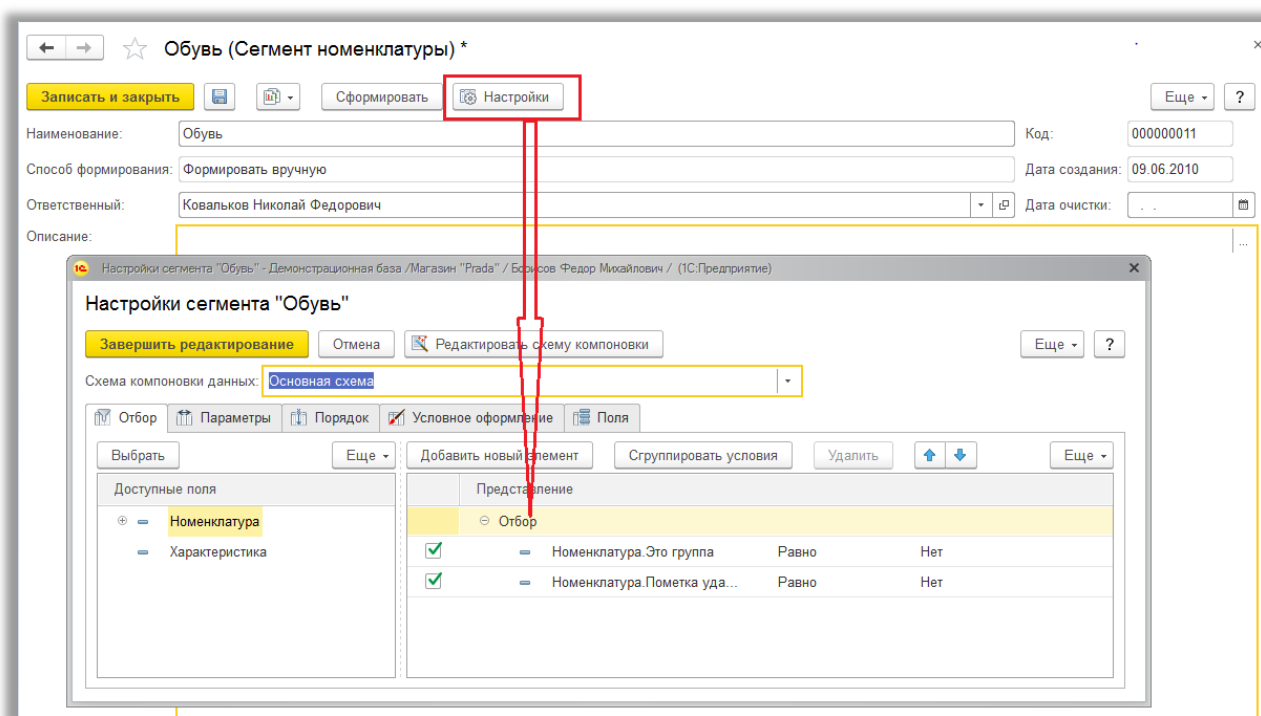 Обувь (Сегмент номенклатуры) *
Записать и закрыть Сформировать Настройки Еще ?
Наименование: Обувь Код: 000000011
Способ формирования: Формировать вручную Дата создания: 09.06.2010
Ответственный: Ковальков Николай Федорович Дата очистки: . .
Описание: ...
1С Настройки сегмента "Обувь" - Демонстрационная база /Магазин "Prada" / Борисов Федор Михайлович / (1С:Предприятие)
Настройки сегмента "Обувь"
Завершить редактирование Отмена Редактировать схему компоновки Еще ?
Схема компоновки данных: Основная схема
Отбор Параметры Порядок Условное оформление Поля
Выбрать Еще Добавить новый элемент Сгруппировать условия Удалить Еще
Доступные поля Представление
Номенклатура Отбор
Характеристика Номенклатура.Это группа Равно Нет
Номенклатура.Пометка уда... Равно Нет